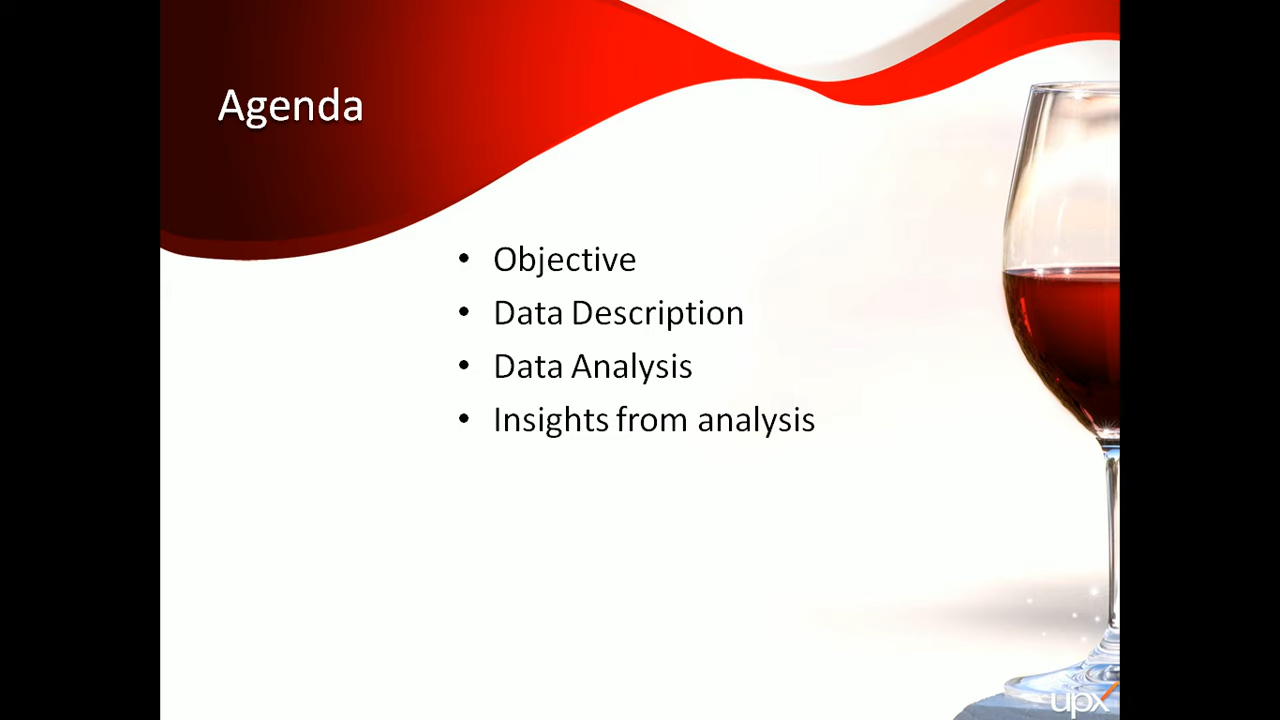 Agenda
• Objective
• Data Description
• Data Analysis
• Insights from analysis
upx